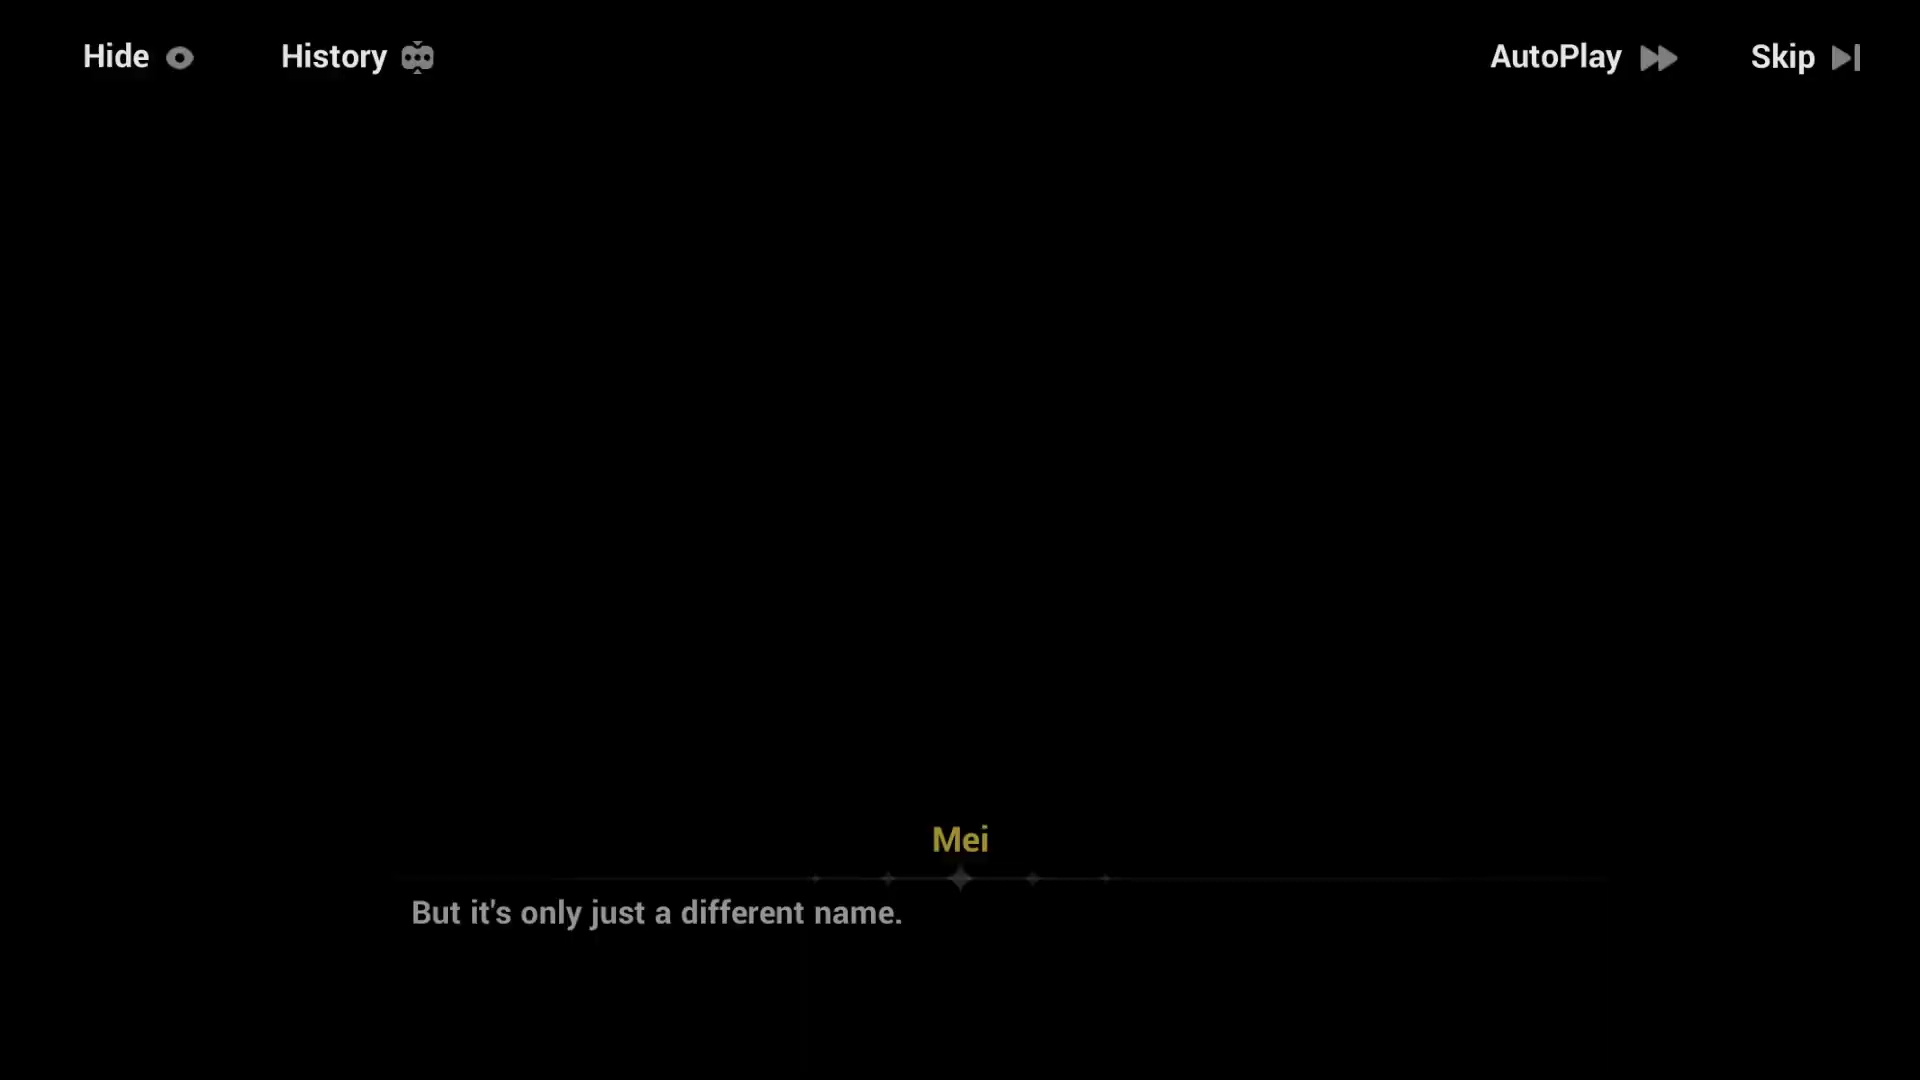 Hide
History
AutoPlay
Skip
Mei
But it's only just a different name.